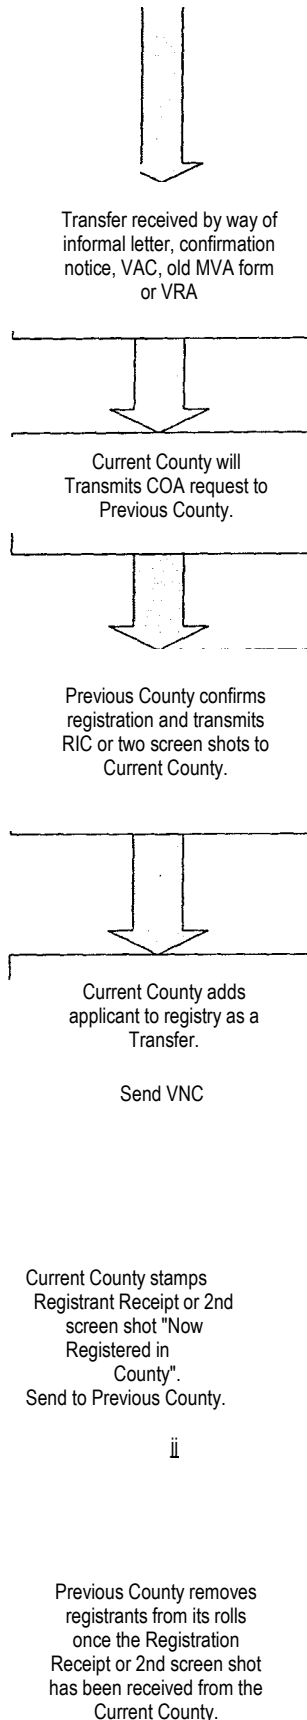 Transfer received by way of
informal letter, confirmation
notice, VAC, old MVA form
or VRA
Current County will
Transmits COA request to
Previous County.
Previous County confirms
registration and transmits
RIC or two screen shots to
Current County.
Current County adds
applicant to registry as a
Transfer.
Send VNC
Current County stamps
Registrant Receipt or 2nd
screen shot "Now
Registered in
County".
Send to Previous County.
jj
Previous County removes
registrants from its rolls
once the Registration
Receipt or 2nd screen shot
has been received from the
Current County.